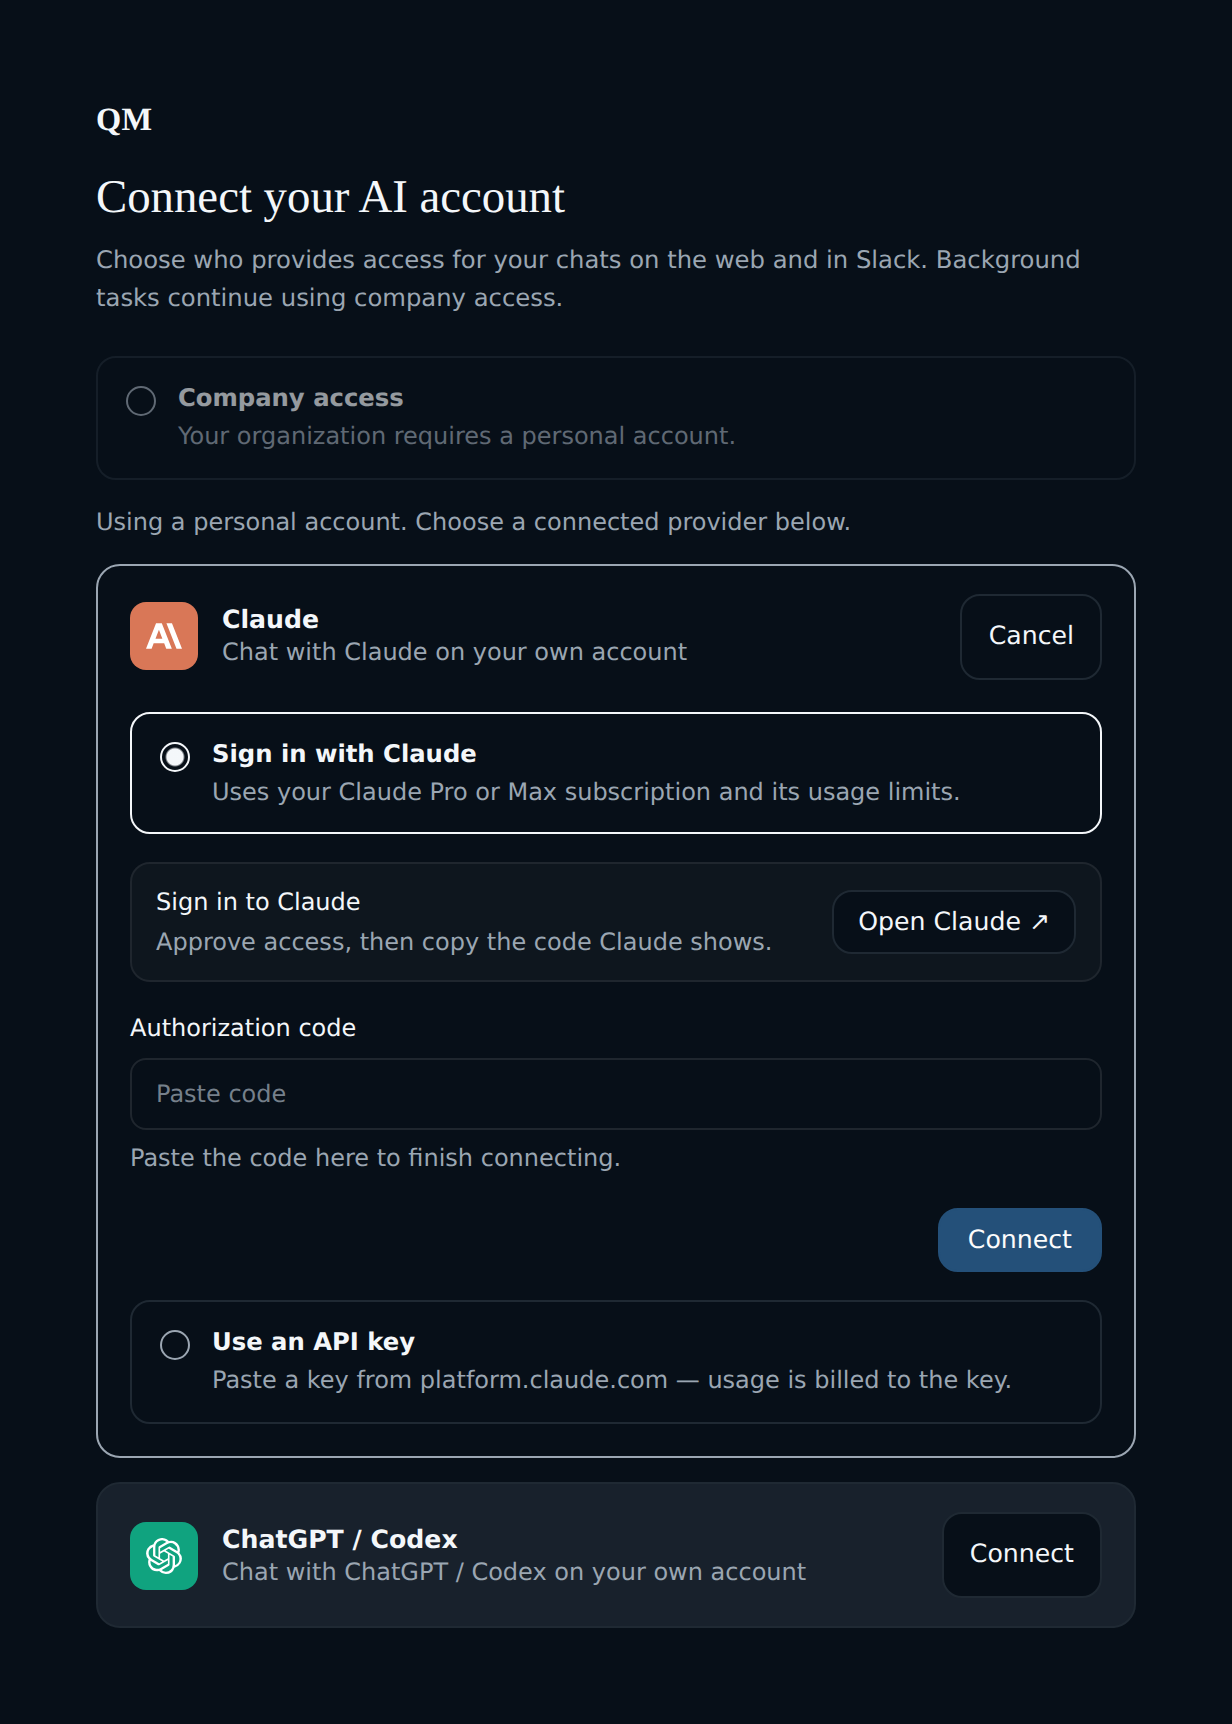 QM
Connect your AI account
Choose who provides access for your chats on the web and in Slack. Background
tasks continue using company access.
Company access
Your organization requires a personal account.
Using a personal account. Choose a connected provider below.
Claude
Chat with Claude on your own account
Cancel
Sign in with Claude
Uses your Claude Pro or Max subscription and its usage limits.
Sign in to Claude
Approve access, then copy the code Claude shows.
Open Claude ↗
Authorization code
Paste code
Paste the code here to finish connecting.
Connect
Use an API key
Paste a key from platform.claude.com — usage is billed to the key.
ChatGPT / Codex
Chat with ChatGPT / Codex on your own account
Connect